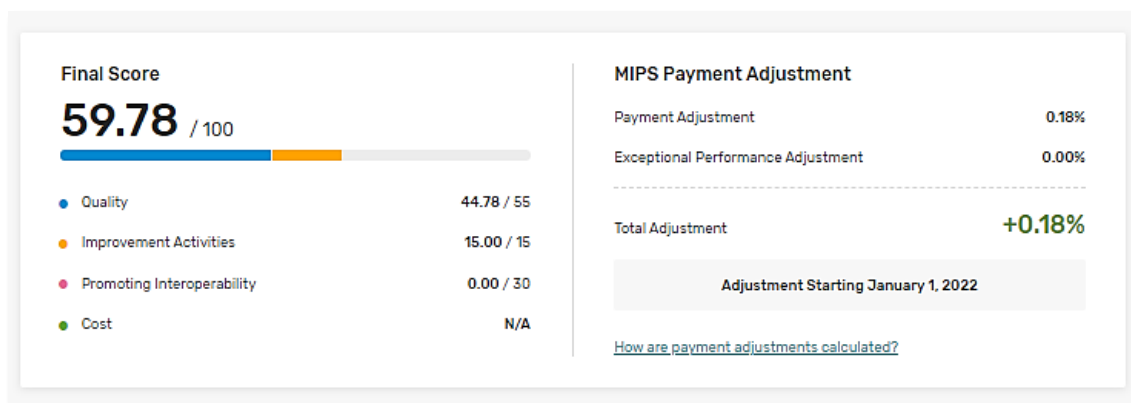 Final Score
59.78 / 100
Quality 44.78 / 55
Improvement Activities 15.00 / 15
Promoting Interoperability 0.00 / 30
Cost N/A
MIPS Payment Adjustment
Payment Adjustment 0.18%
Exceptional Performance Adjustment 0.00%
Total Adjustment +0.18%
Adjustment Starting January 1, 2022
How are payment adjustments calculated?